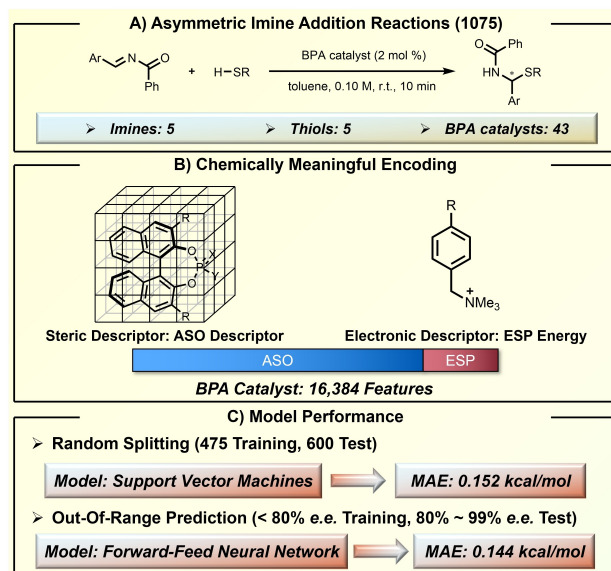 A) Asymmetric Imine Addition Reactions (1075)
Ar
N
O
Ph
+
H–SR
BPA catalyst (2 mol %)
toluene, 0.10 M, r.t., 10 min
O
Ph
HN
*
SR
Ar
➢ Imines: 5 ➢ Thiols: 5 ➢ BPA catalysts: 43
B) Chemically Meaningful Encoding
R
O
P
X
Y
O
R
R
+
NMe3
Steric Descriptor: ASO Descriptor Electronic Descriptor: ESP Energy
ASO ESP
BPA Catalyst: 16,384 Features
C) Model Performance
➢ Random Splitting (475 Training, 600 Test)
Model: Support Vector Machines MAE: 0.152 kcal/mol
➢ Out-Of-Range Prediction (< 80% e.e. Training, 80% ~ 99% e.e. Test)
Model: Forward-Feed Neural Network MAE: 0.144 kcal/mol